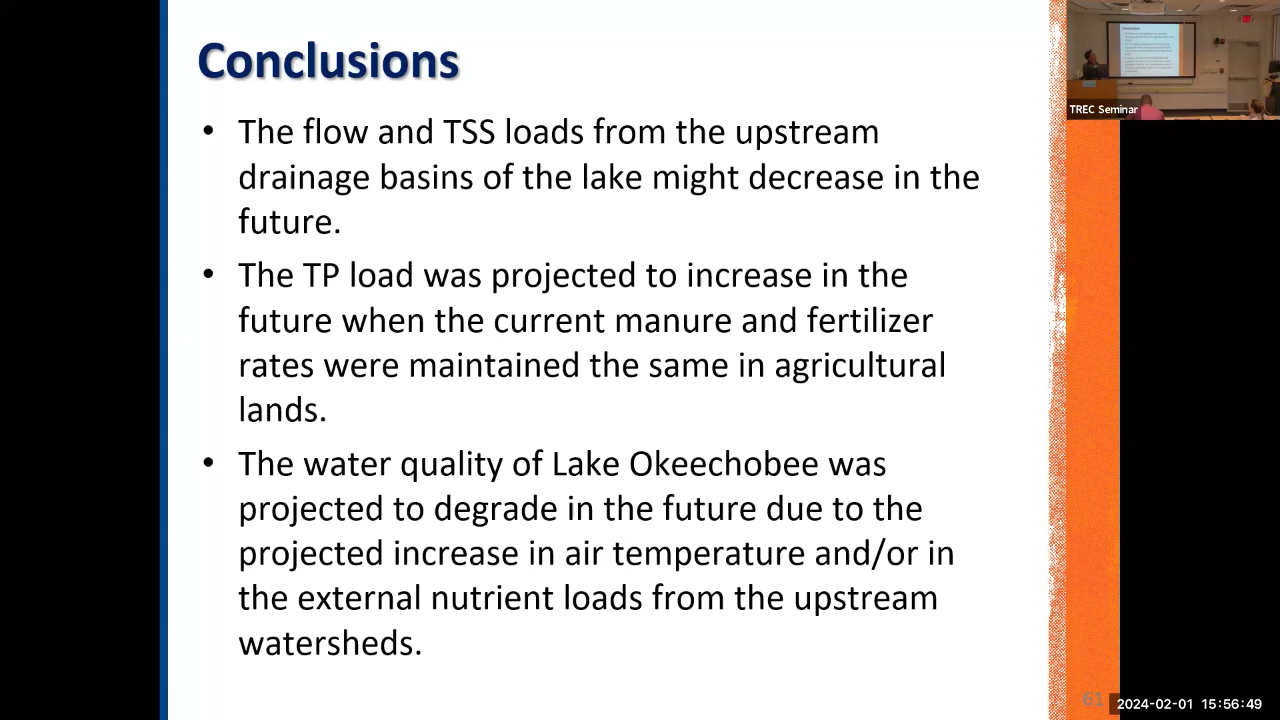 Conclusions
• The flow and TSS loads from the upstream
drainage basins of the lake might decrease in the
future.
• The TP load was projected to increase in the
future when the current manure and fertilizer
rates were maintained the same in agricultural
lands.
• The water quality of Lake Okeechobee was
projected to degrade in the future due to the
projected increase in air temperature and/or in
the external nutrient loads from the upstream
watersheds.
TREC Seminar
61
2024-02-01 15:56:49